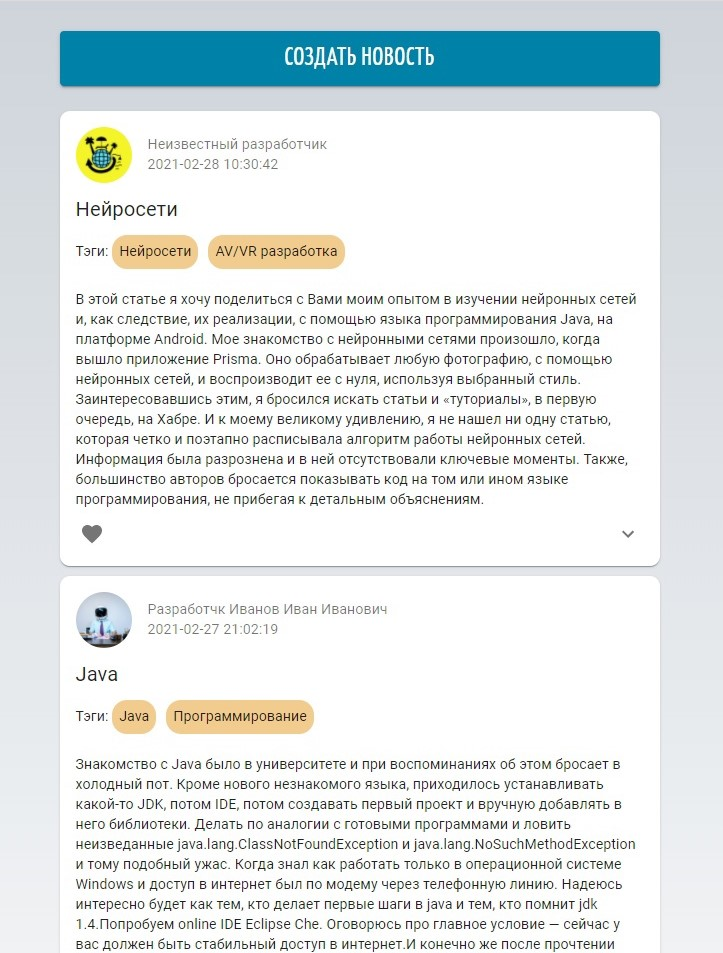 СОЗДАТЬ НОВОСТЬ
Неизвестный разработчик
2021-02-28 10:30:42
Нейросети
Тэги: Нейросети AV/VR разработка
В этой статье я хочу поделиться с Вами моим опытом в изучении нейронных сетей
и, как следствие, их реализации, с помощью языка программирования Java, на
платформе Android. Мое знакомство с нейронными сетями произошло, когда
вышло приложение Prisma. Оно обрабатывает любую фотографию, с помощью
нейронных сетей, и воспроизводит ее с нуля, используя выбранный стиль.
Заинтересовавшись этим, я бросился искать статьи и «туториалы», в первую
очередь, на Хабре. И к моему великому удивлению, я не нашел ни одну статью,
которая четко и поэтапно расписывала алгоритм работы нейронных сетей.
Информация была разрознена и в ней отсутствовали ключевые моменты. Также,
большинство авторов бросается показывать код на том или ином языке
программирования, не прибегая к детальным объяснениям.
Разработчк Иванов Иван Иванович
2021-02-27 21:02:19
Java
Тэги: Java Программирование
Знакомство с Java было в университете и при воспоминаниях об этом бросает в
холодный пот. Кроме нового незнакомого языка, приходилось устанавливать
какой-то JDK, потом IDE, потом создавать первый проект и вручную добавлять в
него библиотеки. Делать по аналогии с готовыми программами и ловить
неизведанные java.lang.ClassNotFoundException и java.lang.NoSuchMethodException
и тому подобный ужас. Когда знал как работать только в операционной системе
Windows и доступ в интернет был по модему через телефонную линию. Надеюсь
интересно будет как тем, кто делает первые шаги в java и тем, кто помнит jdk
1.4.Попробуем online IDE Eclipse Che. Оговорюсь про главное условие — сейчас у
вас должен быть стабильный доступ в интернет.И конечно же после прочтении